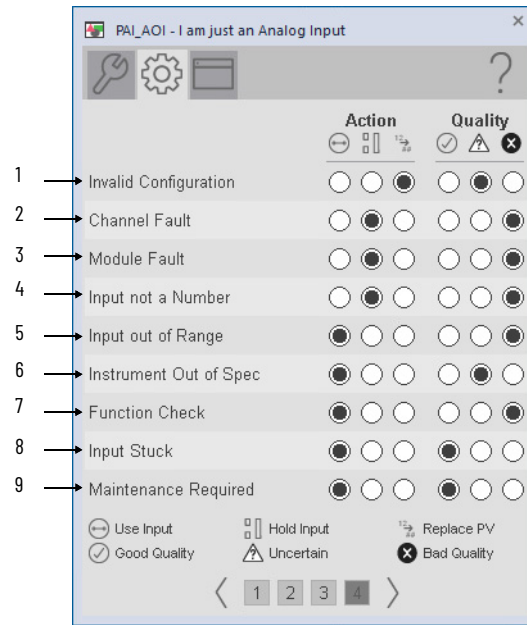 PAI_AOI - I am just an Analog Input
×
?
Action Quality
1 Invalid Configuration
2 Channel Fault
3 Module Fault
4 Input not a Number
5 Input out of Range
6 Instrument Out of Spec
7 Function Check
8 Input Stuck
9 Maintenance Required
Use Input Hold Input Replace PV
Good Quality Uncertain Bad Quality
1 2 3 4